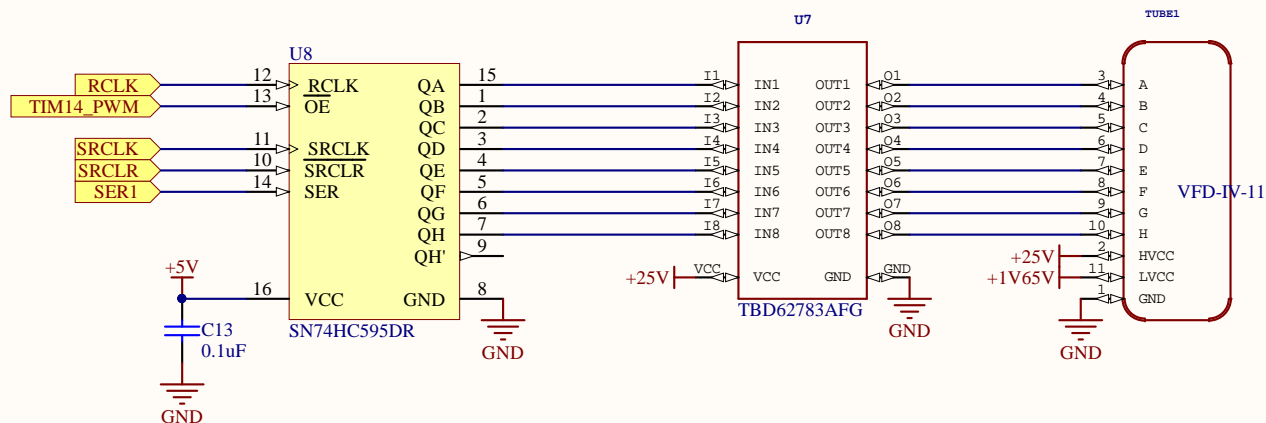 TUBE1
U7
U8
RCLK 12 RCLK QA 15 I1 IN1 OUT1 O1 3 A
TIM14_PWM 13 OE QB 1 I2 IN2 OUT2 O2 4 B
QC 2 I3 IN3 OUT3 O3 5 C
SRCLK 11 SRCLK QD 3 I4 IN4 OUT4 O4 6 D
SRCLR 10 SRCLR QE 4 I5 IN5 OUT5 O5 7 E
SER1 14 SER QF 5 I6 IN6 OUT6 O6 8 F VFD-IV-11
QG 6 I7 IN7 OUT7 O7 9 G
QH 7 I8 IN8 OUT8 O8 10 H
QH' 9 +25V 2 HVCC
+5V +25V VCC VCC GND GND +1V65V 11 LVCC
16 VCC GND 8 1 GND
SN74HC595DR TBD62783AFG
C13
0.1uF
GND GND GND
GND